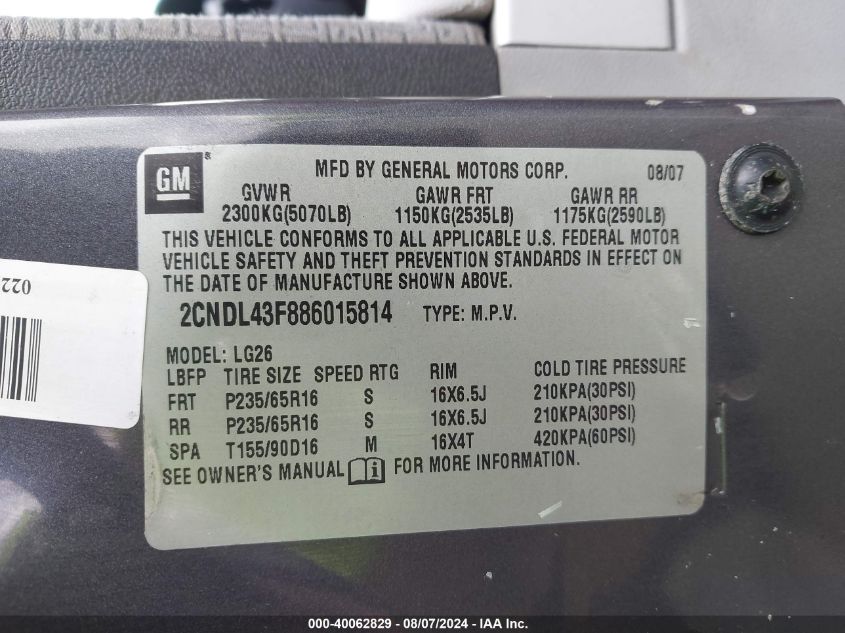 GM ® MFD BY GENERAL MOTORS CORP. 08/07
GVWR GAWR FRT GAWR RR
2300KG(5070LB) 1150KG(2535LB) 1175KG(2590LB)
THIS VEHICLE CONFORMS TO ALL APPLICABLE U.S. FEDERAL MOTOR
VEHICLE SAFETY AND THEFT PREVENTION STANDARDS IN EFFECT ON
THE DATE OF MANUFACTURE SHOWN ABOVE.
2CNDL43F886015814 TYPE: M.P.V.
MODEL: LG26
LBFP TIRE SIZE SPEED RTG RIM COLD TIRE PRESSURE
FRT P235/65R16 S 16X6.5J 210KPA(30PSI)
RR P235/65R16 S 16X6.5J 210KPA(30PSI)
SPA T155/90D16 M 16X4T 420KPA(60PSI)
SEE OWNER'S MANUAL i FOR MORE INFORMATION.
022
000-40062829 - 08/07/2024 - IAA Inc.